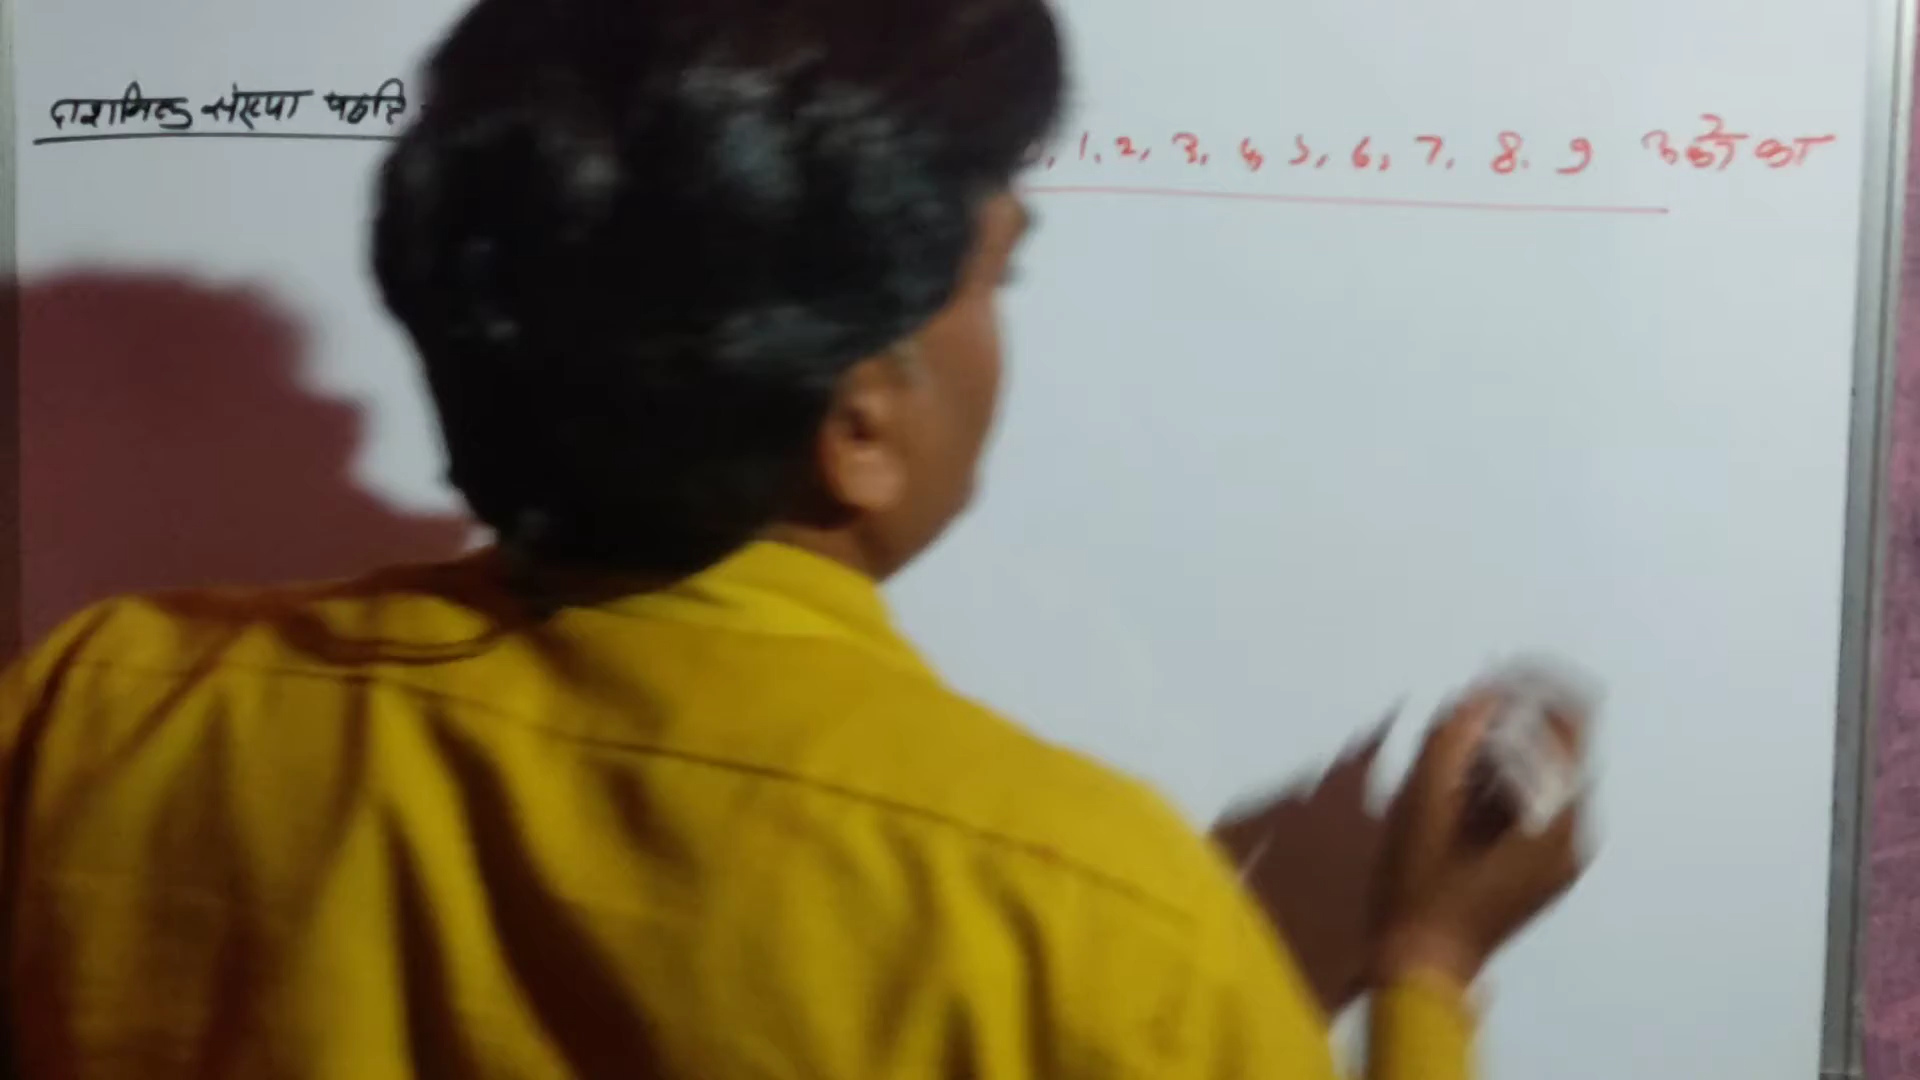 दाशमिक संख्या पद्धति
1, 2, 3, 4, 5, 6, 7, 8, 9 अंकों का